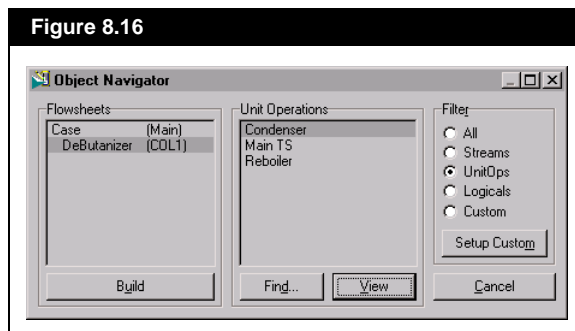 Figure 8.16
Object Navigator
Flowsheets
Case (Main)
DeButanizer (COL1)
Build
Unit Operations
Condenser
Main TS
Reboiler
Find...
View
Filter
All
Streams
UnitOps
Logicals
Custom
Setup Custom
Cancel